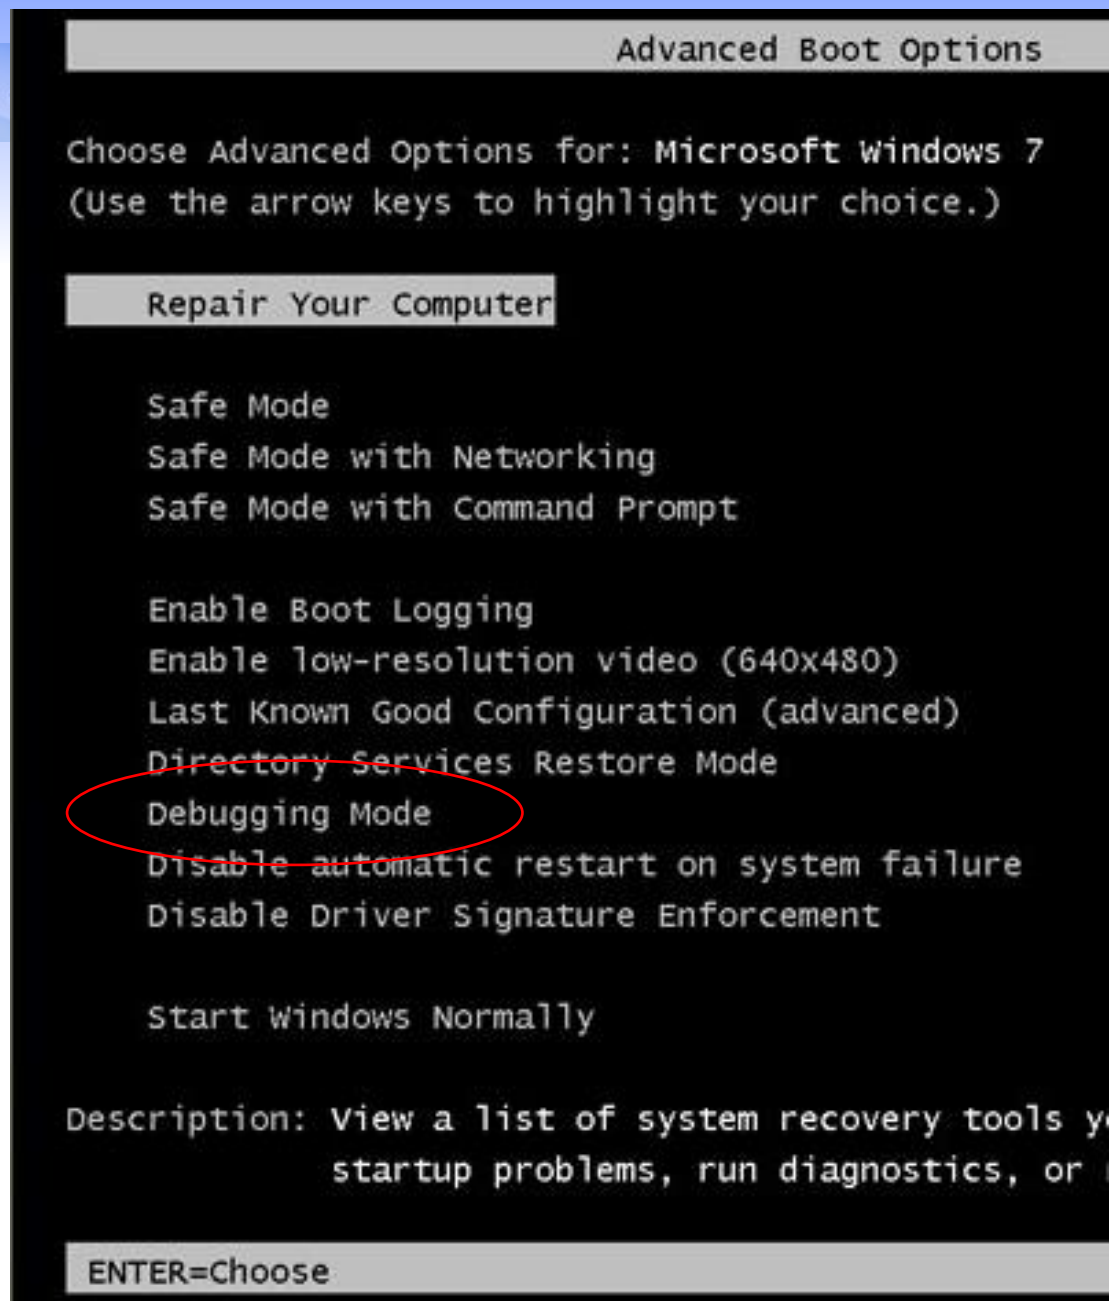 Advanced Boot Options
Choose Advanced Options for: Microsoft Windows 7
(Use the arrow keys to highlight your choice.)
Repair Your Computer
Safe Mode
Safe Mode with Networking
Safe Mode with Command Prompt
Enable Boot Logging
Enable low-resolution video (640x480)
Last Known Good Configuration (advanced)
Directory Services Restore Mode
Debugging Mode
Disable automatic restart on system failure
Disable Driver Signature Enforcement
Start Windows Normally
Description: View a list of system recovery tools
startup problems, run diagnostics, or
ENTER=Choose